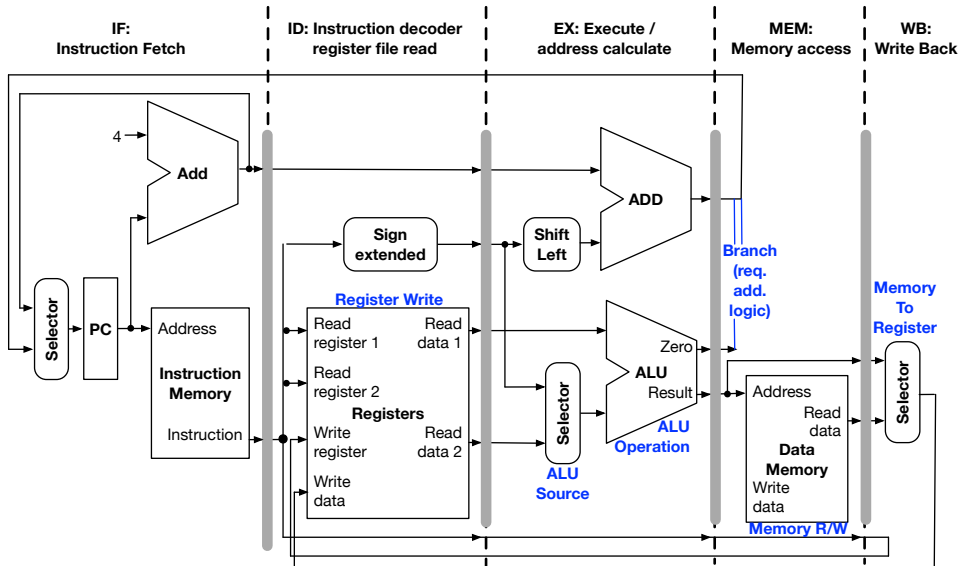 IF:
Instruction Fetch
ID: Instruction decoder
register file read
EX: Execute /
address calculate
MEM:
Memory access
WB:
Write Back
4
Add
ADD
Sign
extended
Shift
Left
Branch
(req.
add.
logic)
Selector
PC
Address
Instruction
Memory
Instruction
Register Write
Read
register 1
Read
data 1
Read
register 2
Registers
Write
register
Read
data 2
Write
data
Selector
ALU
Source
Zero
ALU
Result
ALU
Operation
Address
Read
data
Data
Memory
Write
data
Memory R/W
Memory
To
Register
Selector